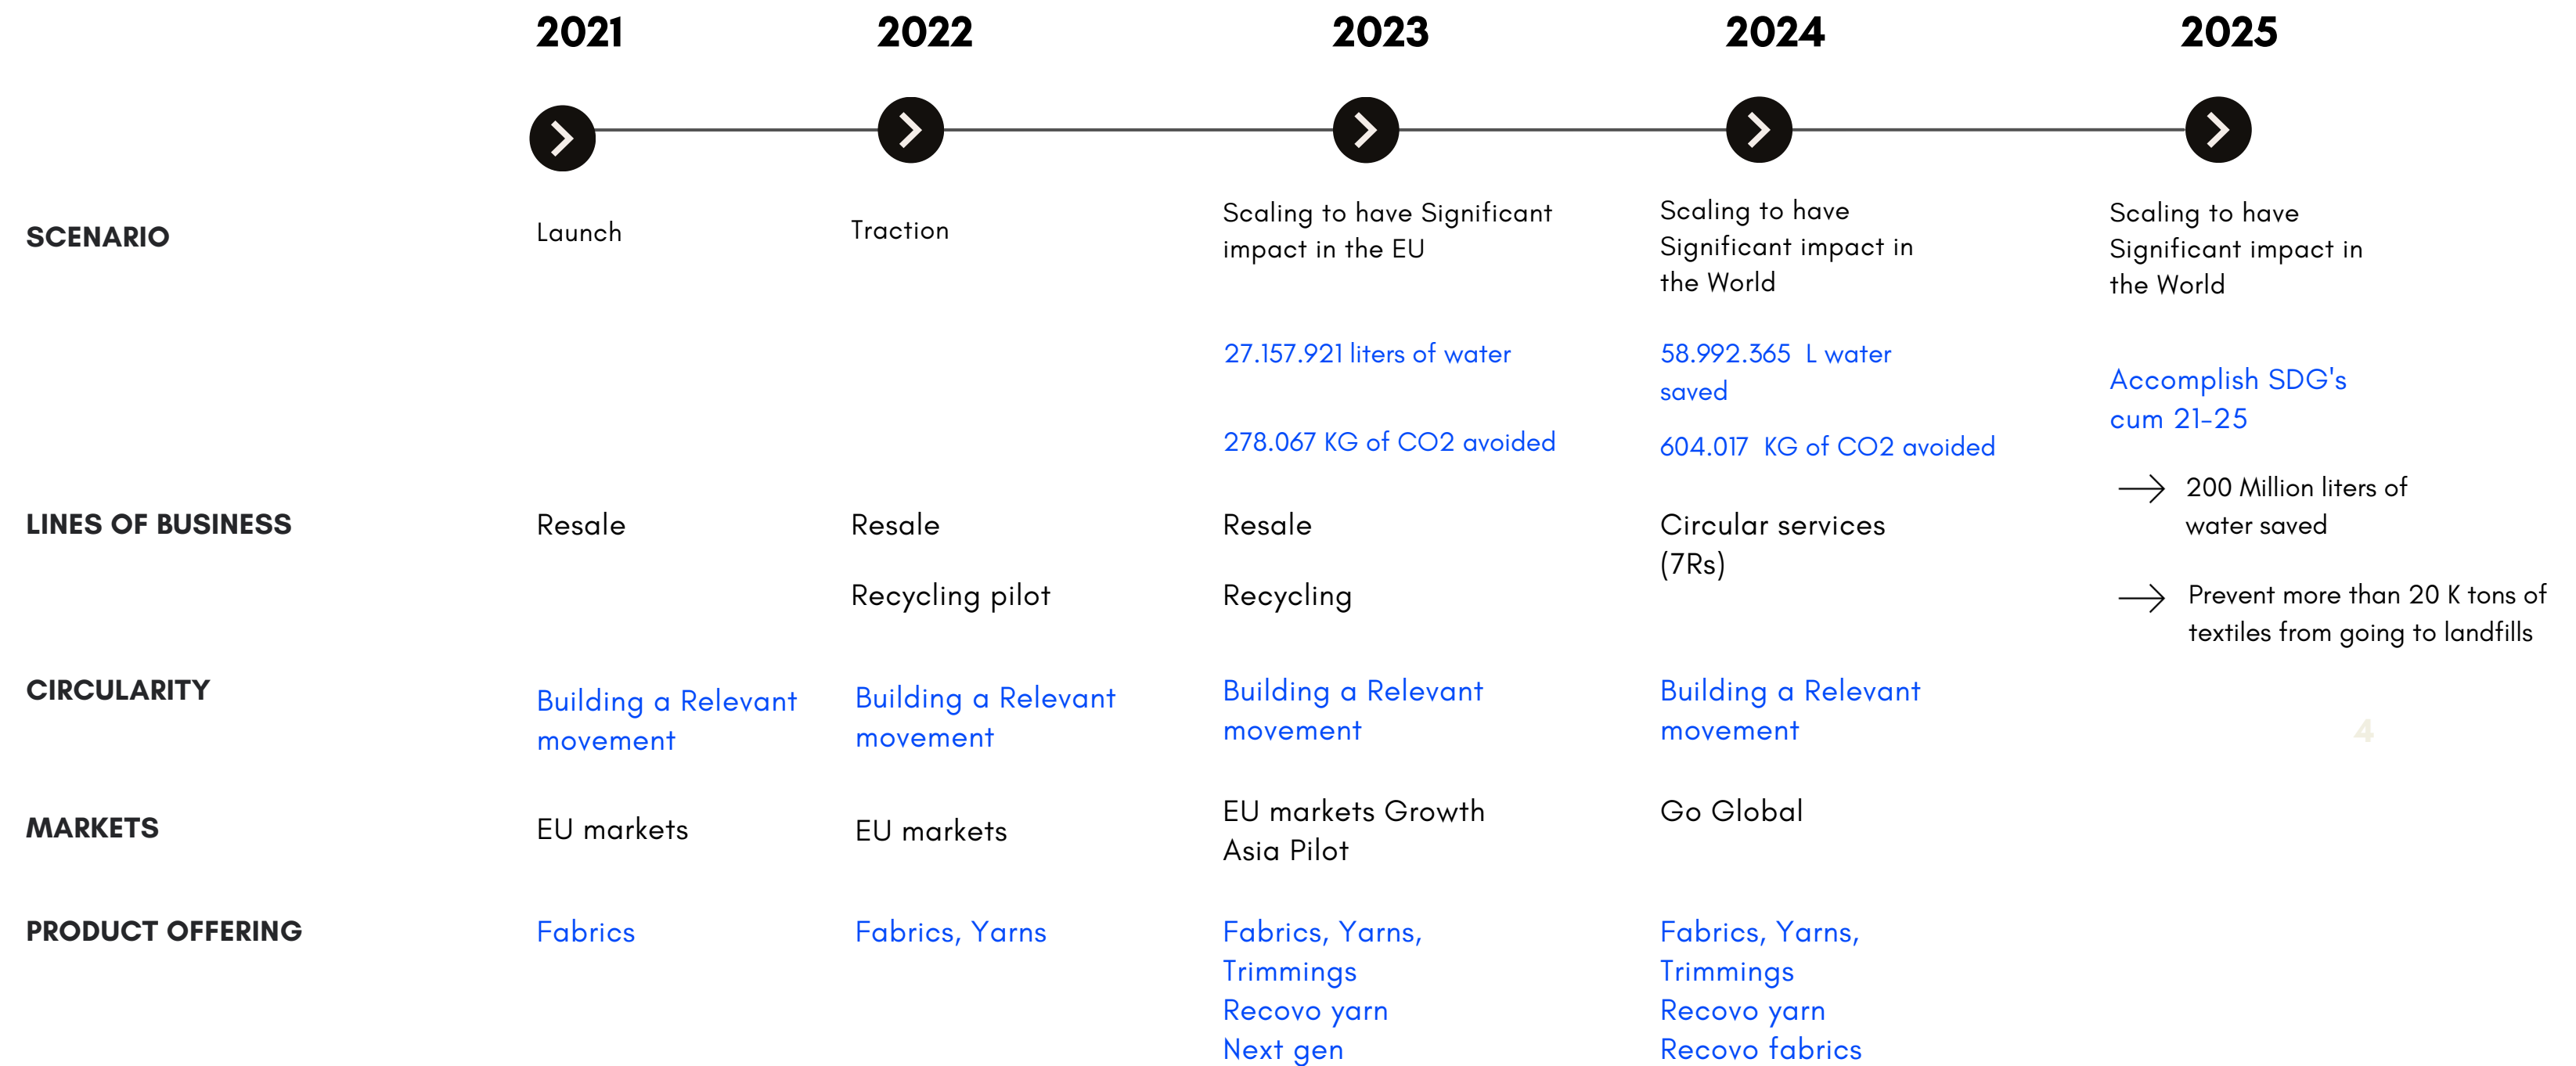 2021
2022
2023
2024
2025
SCENARIO
Launch
Traction
Scaling to have Significant
impact in the EU
27.157.921 liters of water
278.067 KG of CO2 avoided
Scaling to have
Significant impact in
the World
58.992.365 L water
saved
604.017 KG of CO2 avoided
Scaling to have
Significant impact in
the World
Accomplish SDG's
cum 21-25
200 Million liters of
water saved
Prevent more than 20 K tons of
textiles from going to landfills
LINES OF BUSINESS
Resale
Resale
Recycling pilot
Resale
Recycling
Circular services
(7Rs)
CIRCULARITY
Building a Relevant
movement
Building a Relevant
movement
Building a Relevant
movement
Building a Relevant
movement
4
MARKETS
EU markets
EU markets
EU markets Growth
Asia Pilot
Go Global
PRODUCT OFFERING
Fabrics
Fabrics, Yarns
Fabrics, Yarns,
Trimmings
Recovo yarn
Next gen
Fabrics, Yarns,
Trimmings
Recovo yarn
Recovo fabrics